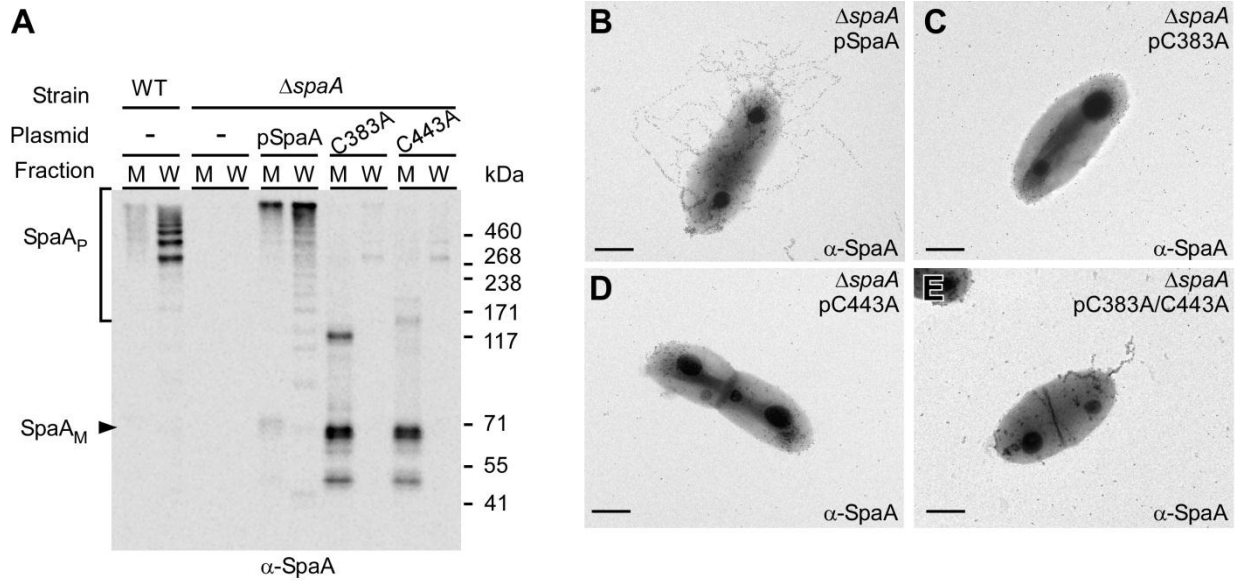 A
Strain WT ΔspaA
Plasmid - - pSpaA C383A C443A
Fraction M W M W M W M W M W kDa
SpaAP
460
268
238
171
117
SpaAM
71
55
41
α-SpaA
B
ΔspaA
pSpaA
α-SpaA
C
ΔspaA
pC383A
α-SpaA
D
ΔspaA
pC443A
α-SpaA
E
ΔspaA
pC383A/C443A
α-SpaA